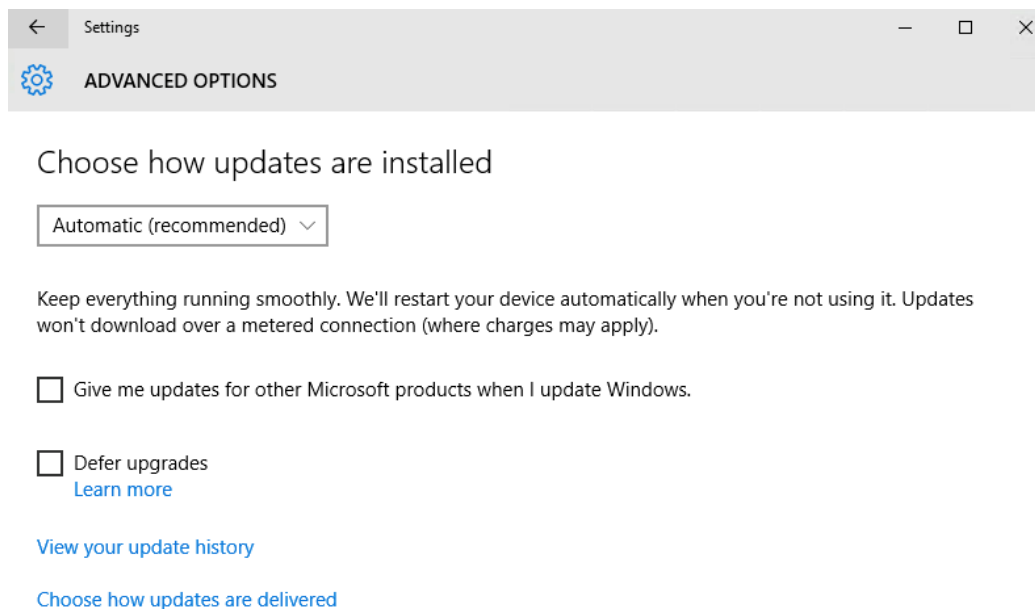 Settings
ADVANCED OPTIONS
Choose how updates are installed
Automatic (recommended)
Keep everything running smoothly. We'll restart your device automatically when you're not using it. Updates
won't download over a metered connection (where charges may apply).
Give me updates for other Microsoft products when I update Windows.
Defer upgrades
Learn more
View your update history
Choose how updates are delivered